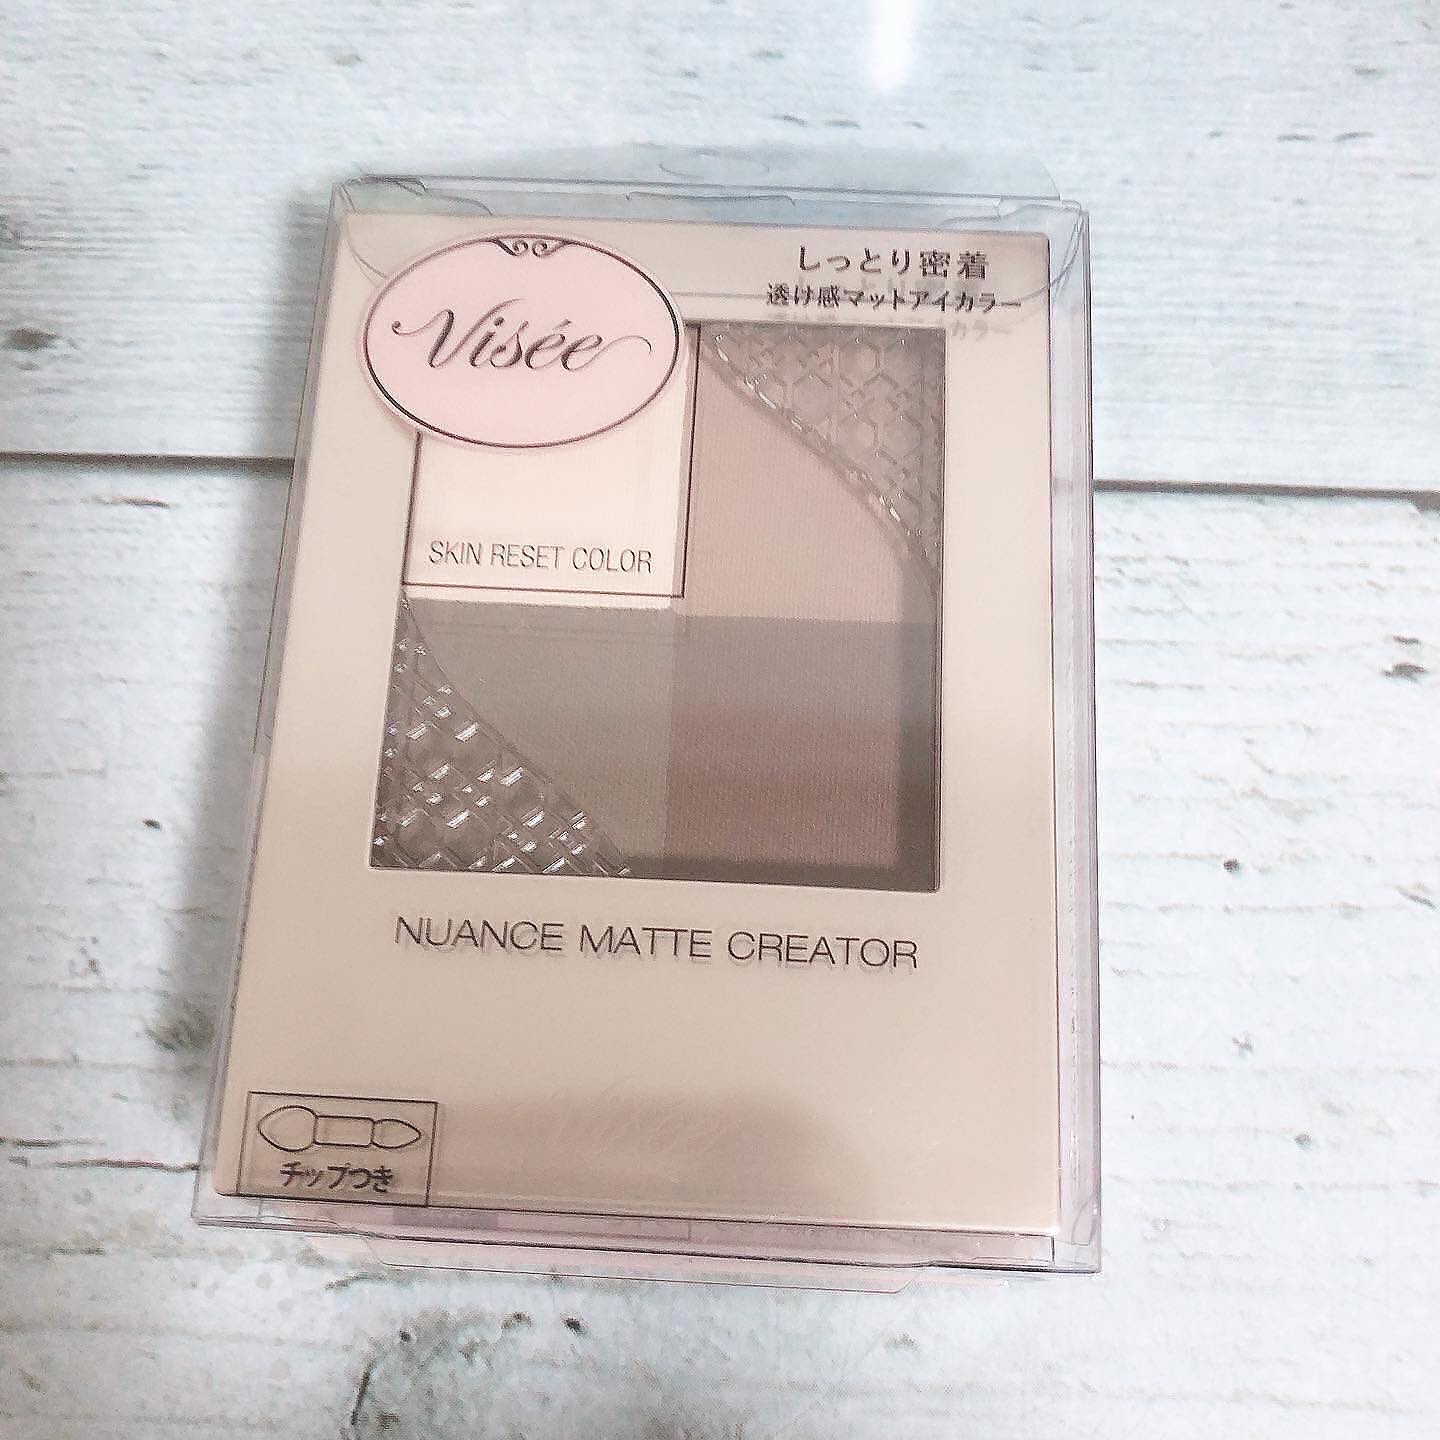 Visée
しっとり密着
透け感マットアイカラー
SKIN RESET COLOR
NUANCE MATTE CREATOR
チップつき